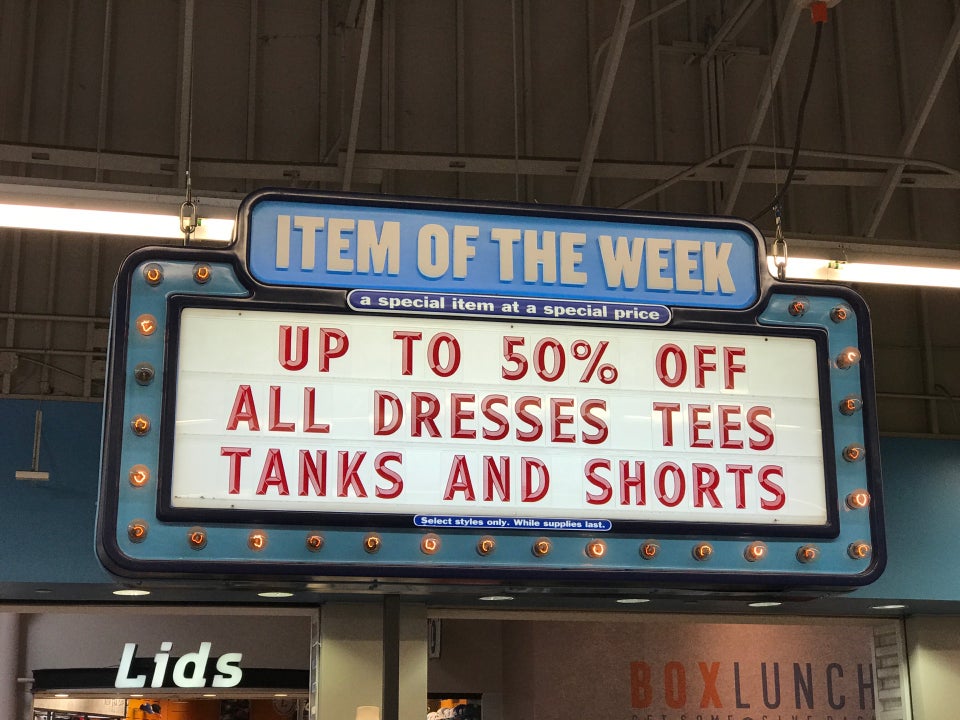 ITEM OF THE WEEK
a special item at a special price
UP TO 50% OFF
ALL DRESSES TEES
TANKS AND SHORTS
Select styles only. While supplies last.
Lids
BOXLUNCH